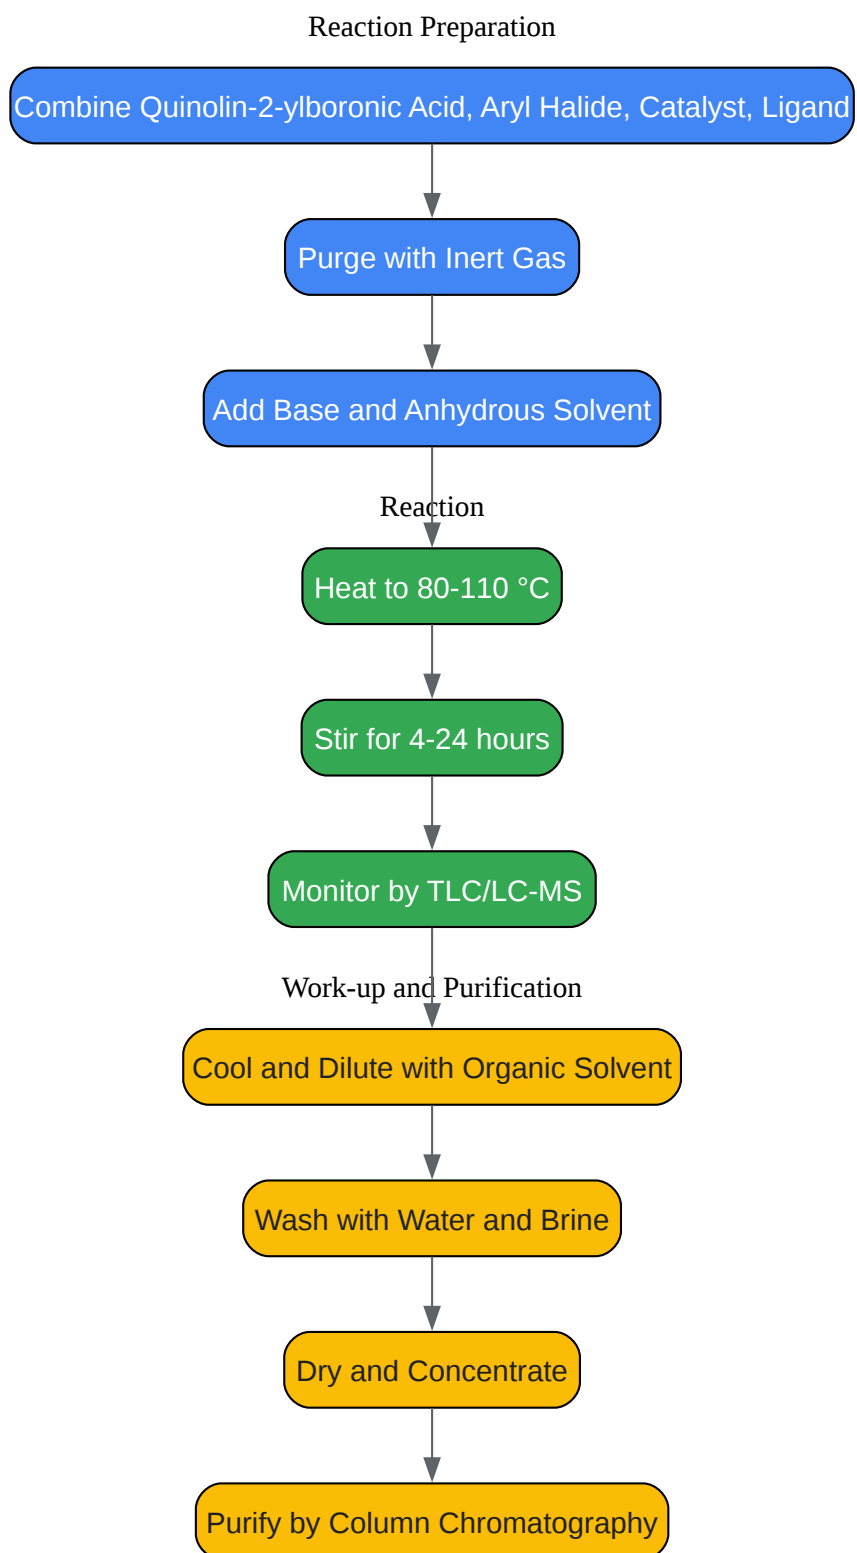 Reaction Preparation
Combine Quinolin-2-ylboronic Acid, Aryl Halide, Catalyst, Ligand
Purge with Inert Gas
Add Base and Anhydrous Solvent
Reaction
Heat to 80-110 °C
Stir for 4-24 hours
Monitor by TLC/LC-MS
Work-up and Purification
Cool and Dilute with Organic Solvent
Wash with Water and Brine
Dry and Concentrate
Purify by Column Chromatography